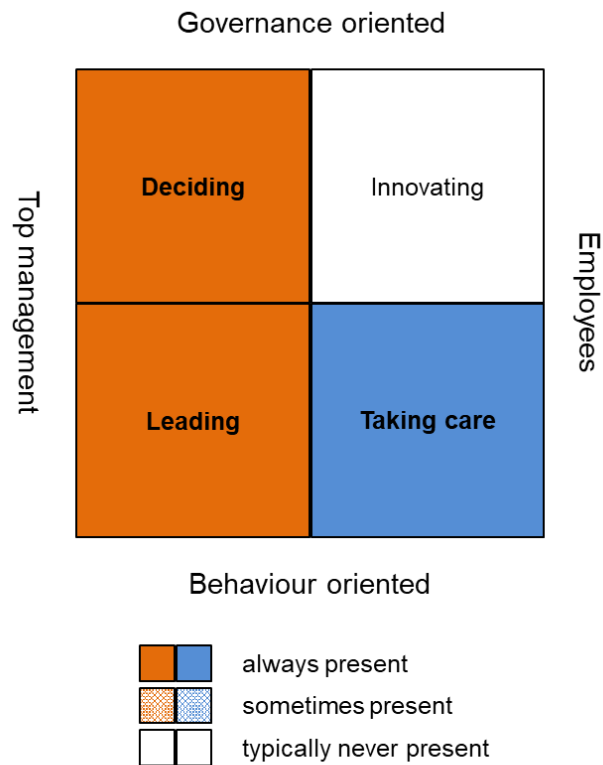 Governance oriented
Top management
Deciding
Innovating
Employees
Leading
Taking care
Behaviour oriented
always present
sometimes present
typically never present